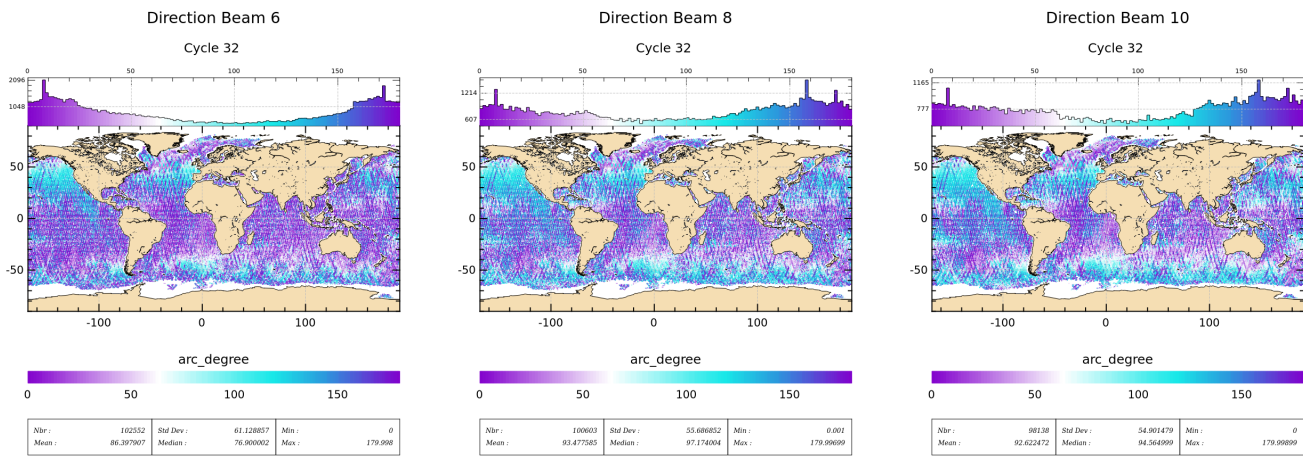 Direction Beam 6
Cycle 32
0 50 100 150
2096
1048
50
0
-50
-100 0 100
arc_degree
0 50 100 150
Nbr : 102552 Std Dev : 61.128857 Min : 0
Mean : 86.397907 Median : 76.900002 Max : 179.998
Direction Beam 8
Cycle 32
0 50 100 150
1214
607
50
0
-50
-100 0 100
arc_degree
0 50 100 150
Nbr : 100603 Std Dev : 55.686852 Min : 0.001
Mean : 93.477585 Median : 97.174004 Max : 179.99699
Direction Beam 10
Cycle 32
0 50 100 150
1165
777
50
0
-50
-100 0 100
arc_degree
0 50 100 150
Nbr : 98138 Std Dev : 54.901479 Min : 0
Mean : 92.622472 Median : 94.564999 Max : 179.99899